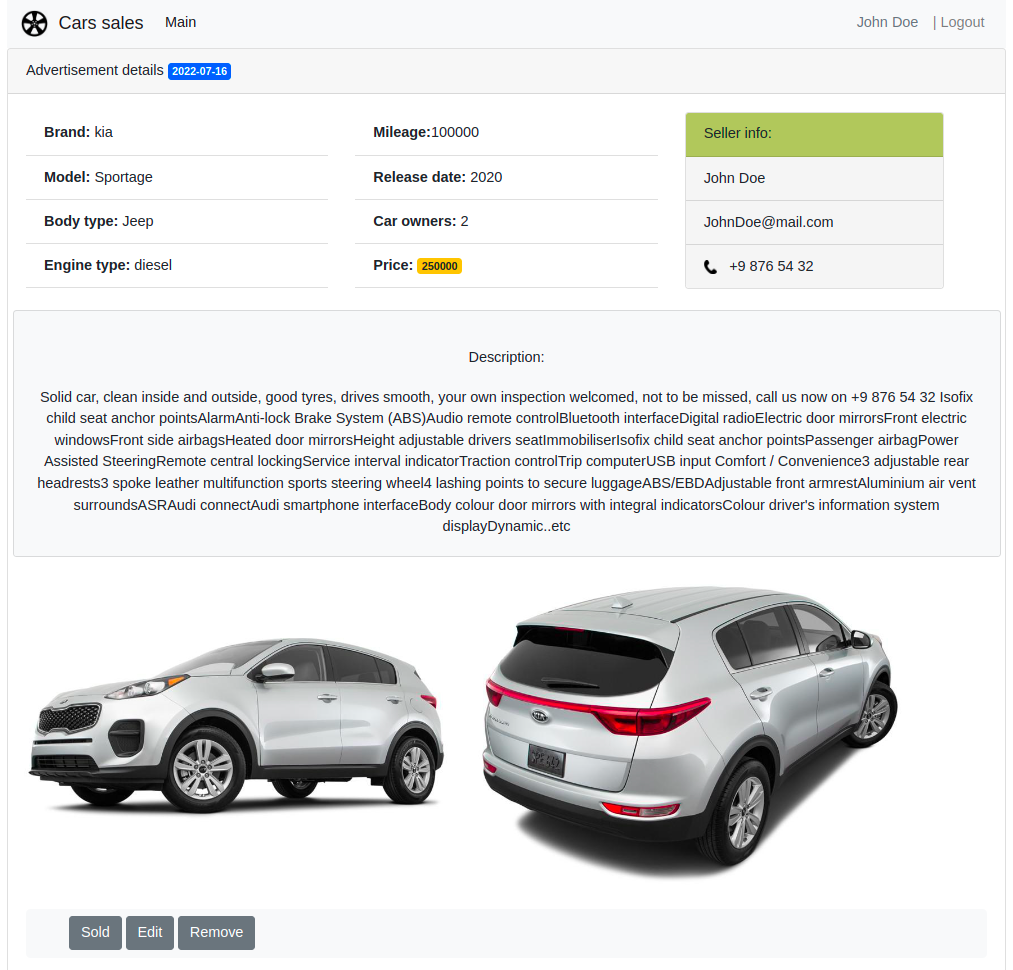 Cars sales Main John Doe | Logout
Advertisement details 2022-07-16
Brand: kia
Model: Sportage
Body type: Jeep
Engine type: diesel
Mileage:100000
Release date: 2020
Car owners: 2
Price: 250000
Seller info:
John Doe
JohnDoe@mail.com
+9 876 54 32
Description:
Solid car, clean inside and outside, good tyres, drives smooth, your own inspection welcomed, not to be missed, call us now on +9 876 54 32 Isofix
child seat anchor pointsAlarmAnti-lock Brake System (ABS)Audio remote controlBluetooth interfaceDigital radioElectric door mirrorsFront electric
windowsFront side airbagsHeated door mirrorsHeight adjustable drivers seatImmobiliserIsofix child seat anchor pointsPassenger airbagPower
Assisted SteeringRemote central lockingService interval indicatorTraction controlTrip computerUSB input Comfort / Convenience3 adjustable rear
headrests3 spoke leather multifunction sports steering wheel4 lashing points to secure luggageABS/EBDAdjustable front armrestAluminium air vent
surroundsASRAudi connectAudi smartphone interfaceBody colour door mirrors with integral indicatorsColour driver's information system
displayDynamic..etc
KIA
Sold Edit Remove